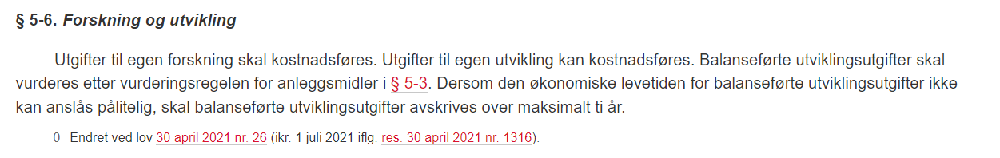 § 5-6. Forskning og utvikling
Utgifter til egen forskning skal kostnadsføres. Utgifter til egen utvikling kan kostnadsføres. Balanseførte utviklingsutgifter skal
vurderes etter vurderingsregelen for anleggsmidler i § 5-3. Dersom den økonomiske levetiden for balanseførte utviklingsutgifter ikke
kan anslås pålitelig, skal balanseførte utviklingsutgifter avskrives over maksimalt ti år.
0 Endret ved lov 30 april 2021 nr. 26 (ikr. 1 juli 2021 iflg. res. 30 april 2021 nr. 1316).